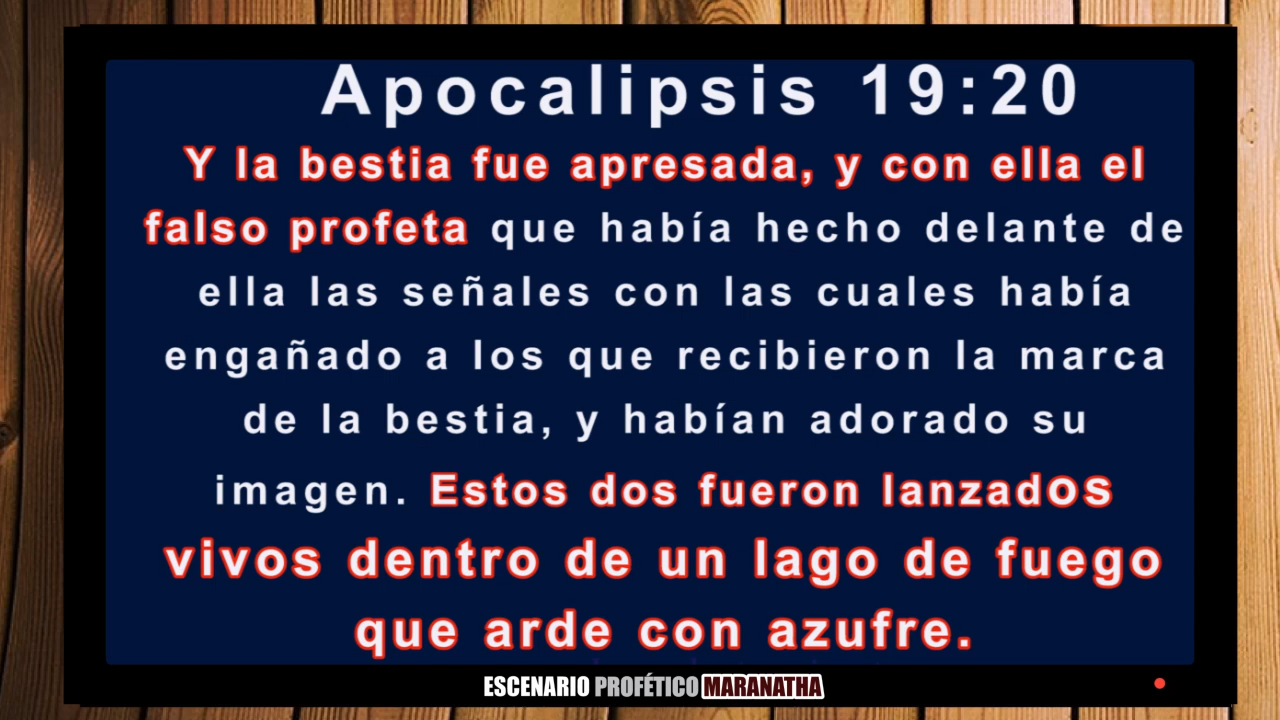 Apocalipsis 19:20
Y la bestia fue apresada, y con ella el
falso profeta que había hecho delante de
ella las señales con las cuales había
engañado a los que recibieron la marca
de la bestia, y habían adorado su
imagen. Estos dos fueron lanzados
vivos dentro de un lago de fuego
que arde con azufre.
ESCENARIO PROFÉTICO MARANATHA